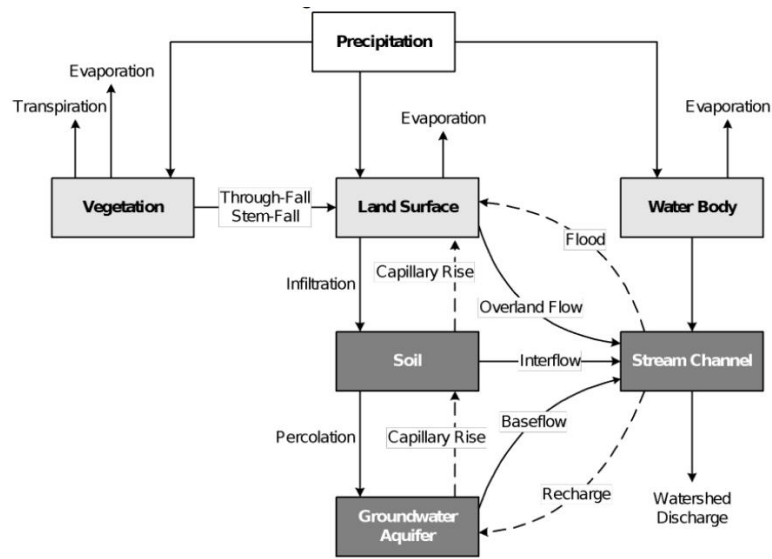 Precipitation
Evaporation
Transpiration
Evaporation
Evaporation
Vegetation
Through-Fall
Stem-Fall
Land Surface
Water Body
Flood
Infiltration
Capillary Rise
Overland Flow
Soil
Interflow
Stream Channel
Percolation
Capillary Rise
Baseflow
Recharge
Groundwater
Aquifer
Watershed
Discharge